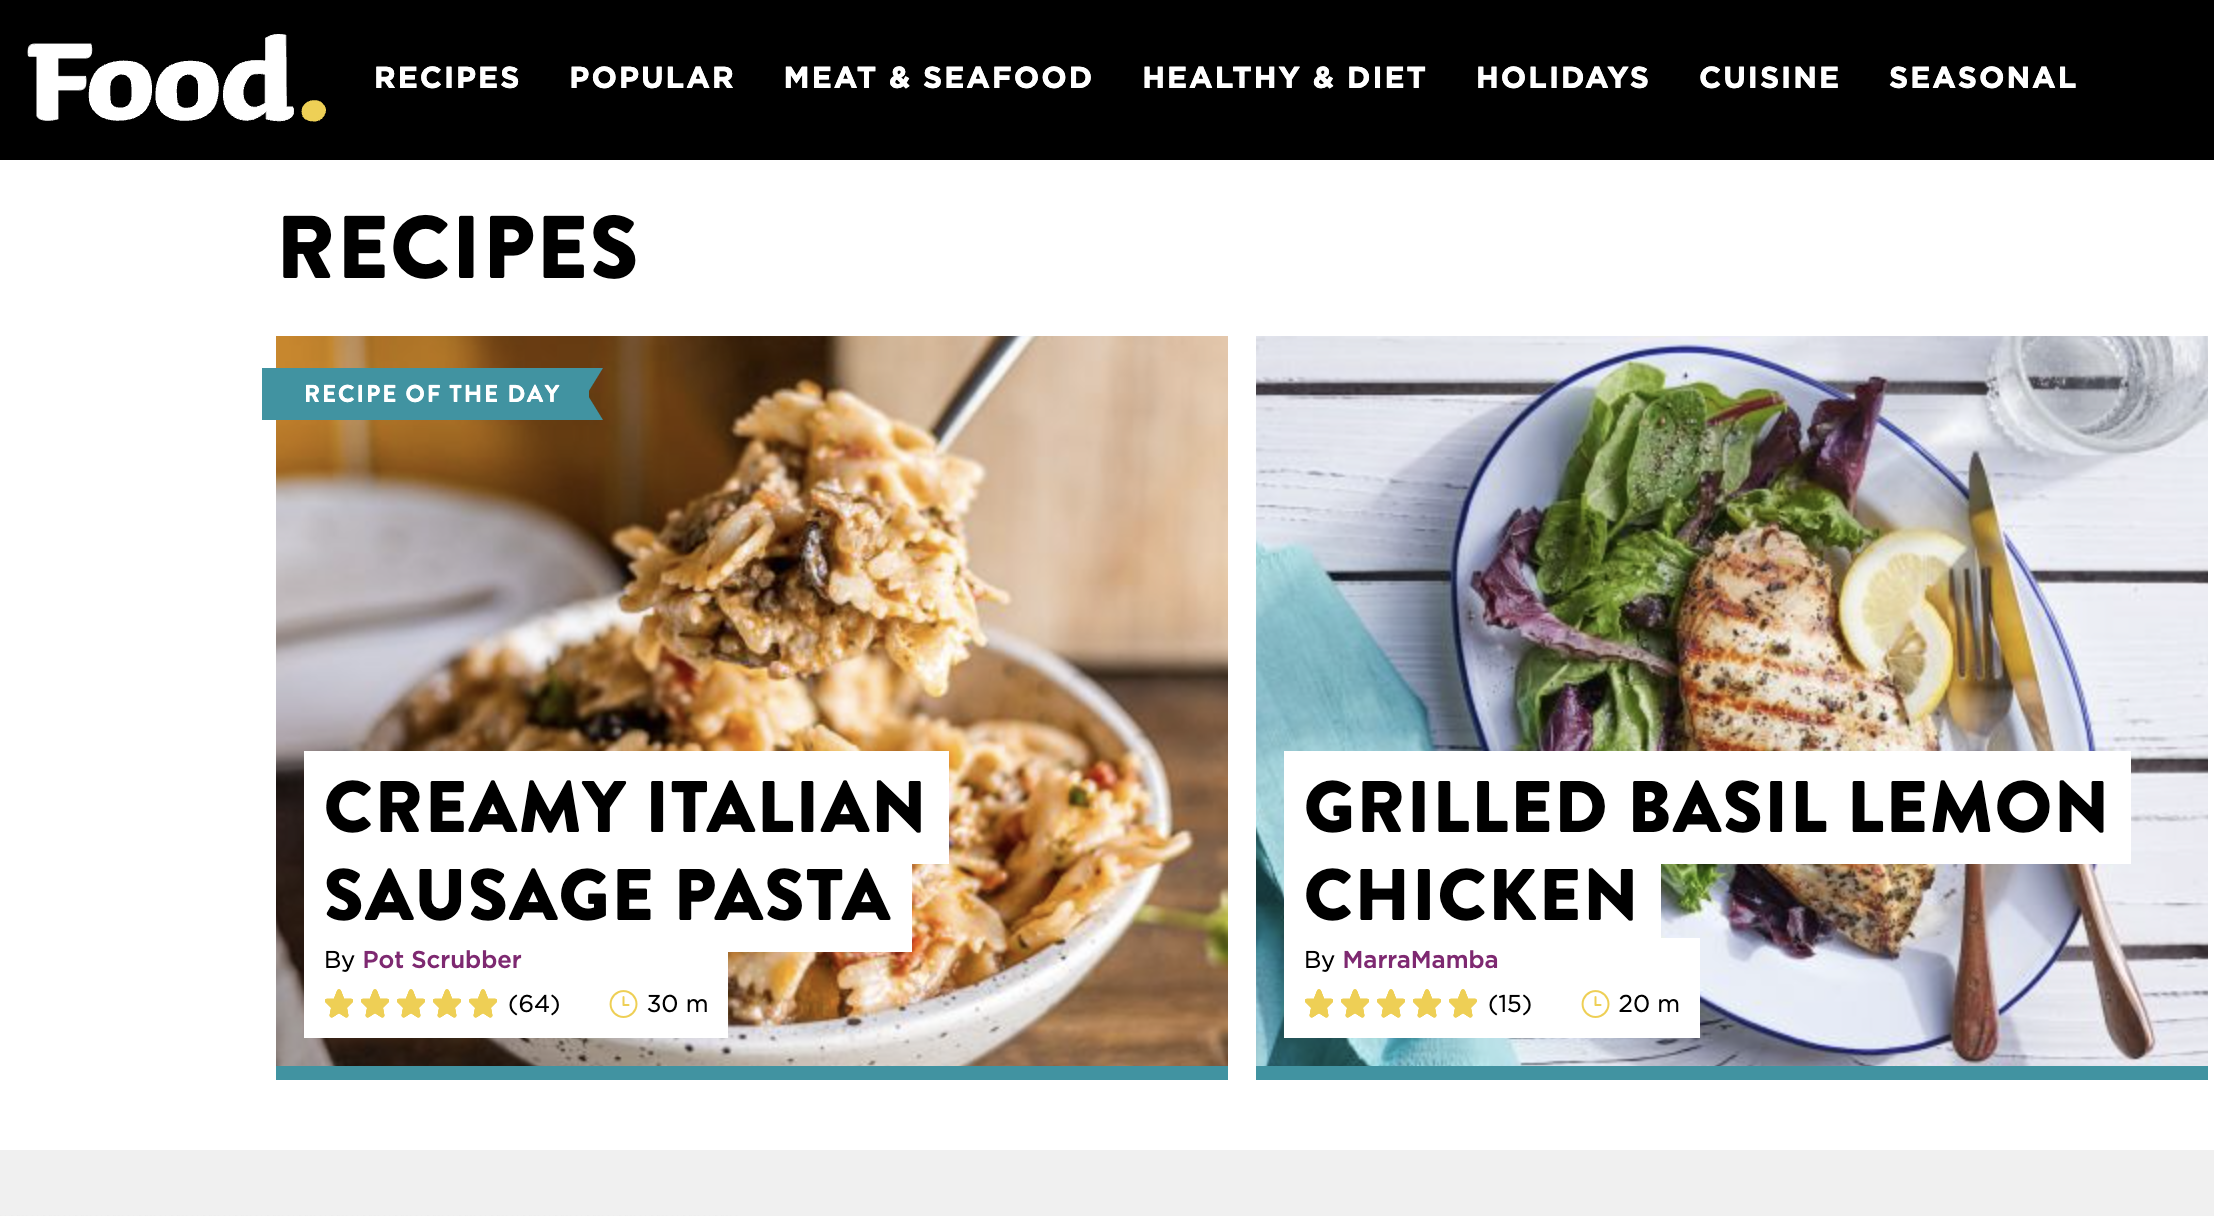 Food.
RECIPES POPULAR MEAT & SEAFOOD HEALTHY & DIET HOLIDAYS CUISINE SEASONAL
RECIPES
RECIPE OF THE DAY
CREAMY ITALIAN
SAUSAGE PASTA
By Pot Scrubber
(64) 30 m
GRILLED BASIL LEMON
CHICKEN
By MarraMamba
(15) 20 m